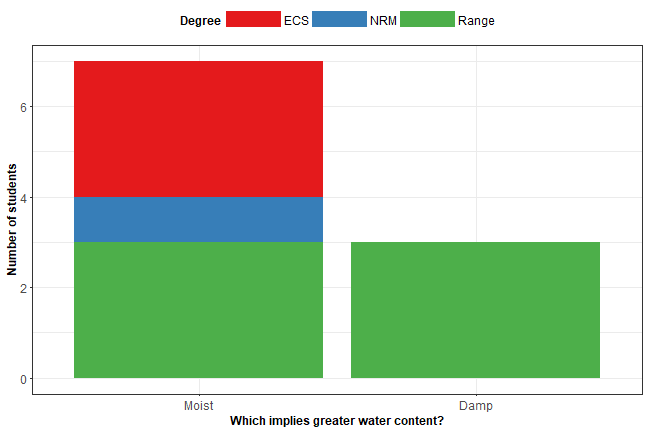 Degree ECS NRM Range
Number of students
6
4
2
0
Moist Damp
Which implies greater water content?